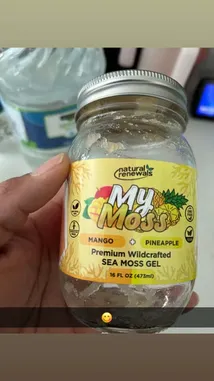 natural
renewals
My
Moss
MANGO + PINEAPPLE
Premium Wildcrafted
SEA MOSS GEL
16 FL OZ (473ml)